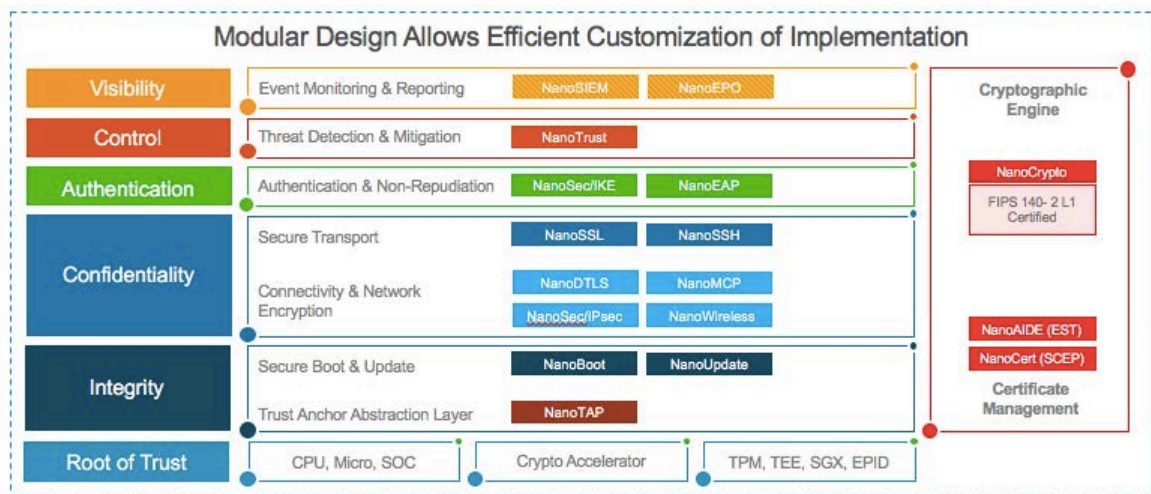 Modular Design Allows Efficient Customization of Implementation
Visibility
Event Monitoring & Reporting
NanoSIEM
NanoEPO
Control
Threat Detection & Mitigation
NanoTrust
Authentication
Authentication & Non-Repudiation
NanoSec/IKE
NanoEAP
Confidentiality
Secure Transport
NanoSSL
NanoSSH
Connectivity & Network
Encryption
NanoDTLS
NanoMCP
NanoSec/IPsec
NanoWireless
Integrity
Secure Boot & Update
NanoBoot
NanoUpdate
Trust Anchor Abstraction Layer
NanoTAP
Root of Trust
CPU, Micro, SOC
Crypto Accelerator
TPM, TEE, SGX, EPID
Cryptographic
Engine
NanoCrypto
FIPS 140- 2 L1
Certified
NanoAIDE (EST)
NanoCert (SCEP)
Certificate
Management